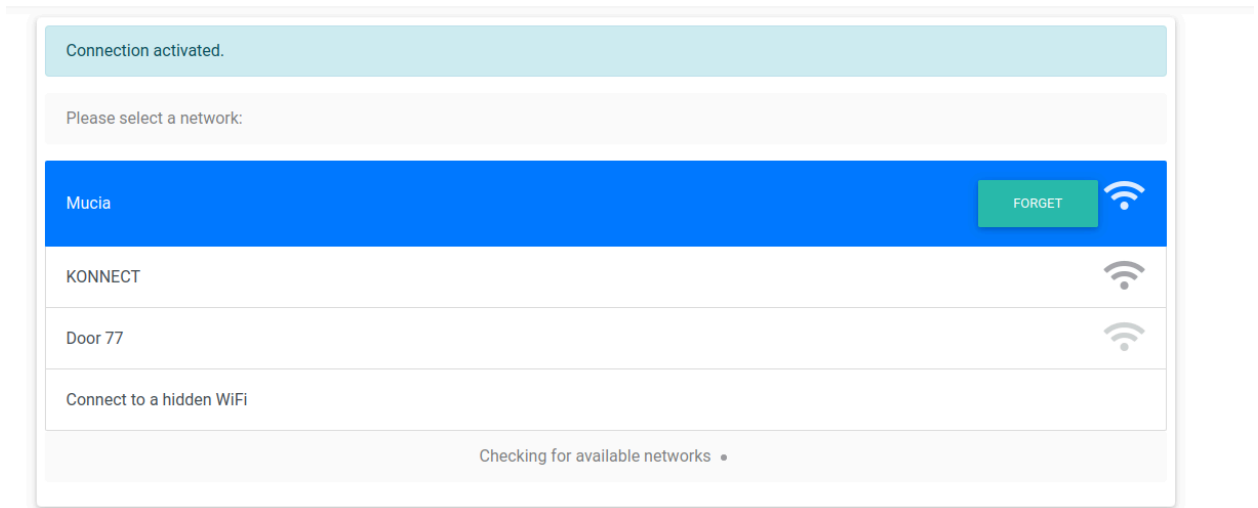 Connection activated.
Please select a network:
Mucia
FORGET
KONNECT
Door 77
Connect to a hidden WiFi
Checking for available networks